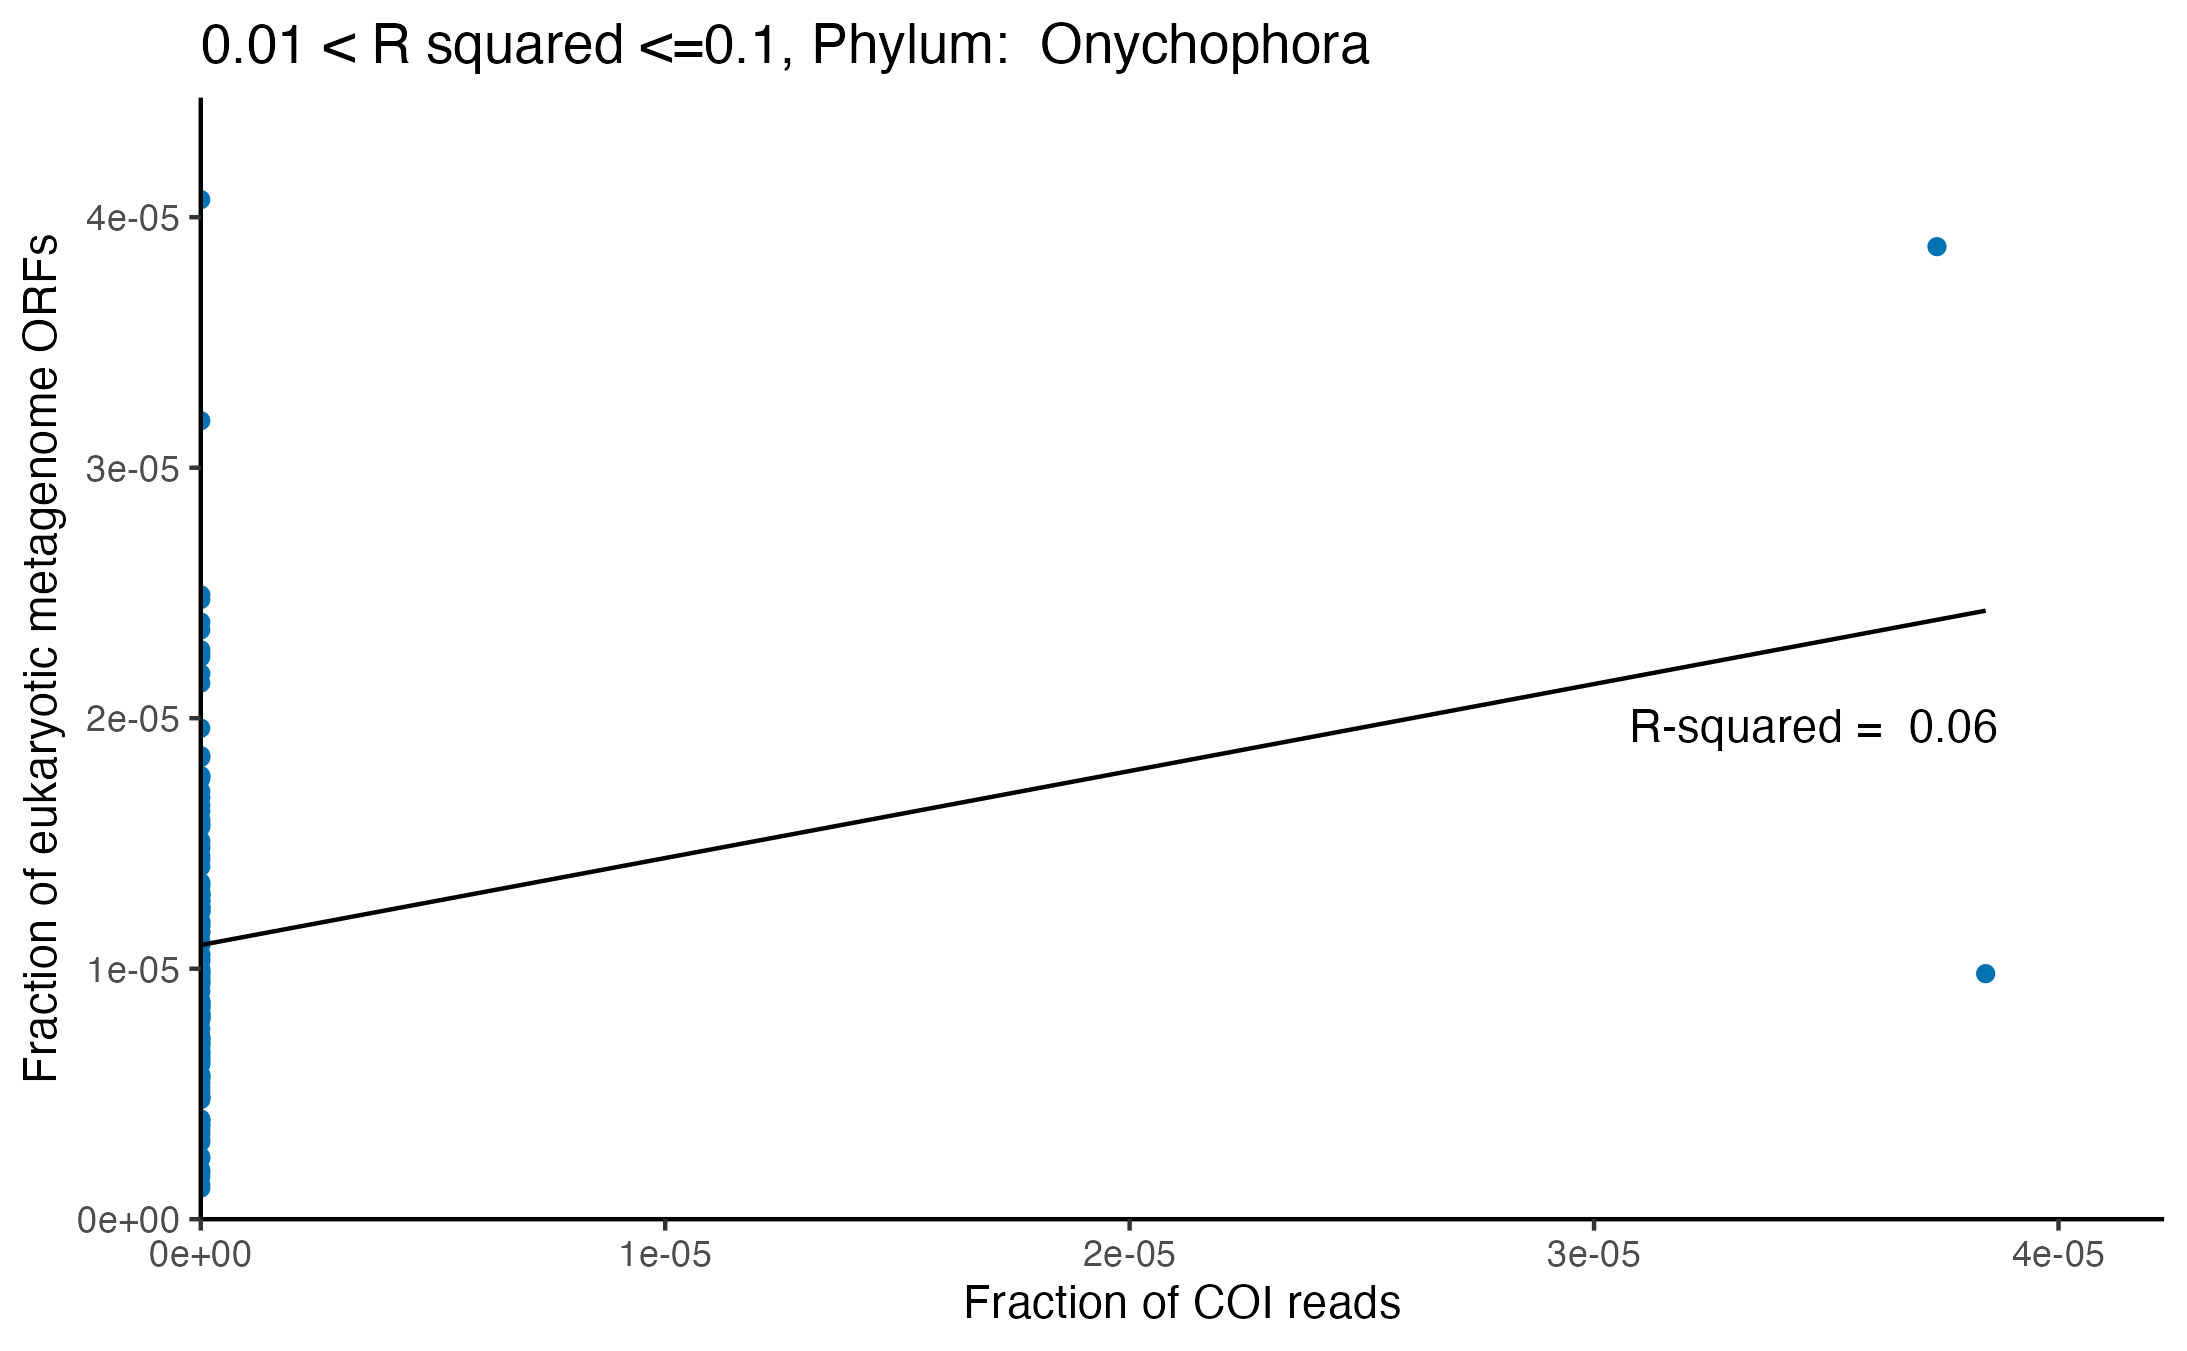 0.01 < R squared <=0.1, Phylum:  Onychophora
Fraction of eukaryotic metagenome ORFs
4e-05
3e-05
2e-05
1e-05
0e+00
R-squared =  0.06
0e+00
1e-05
2e-05
3e-05
4e-05
Fraction of COI reads